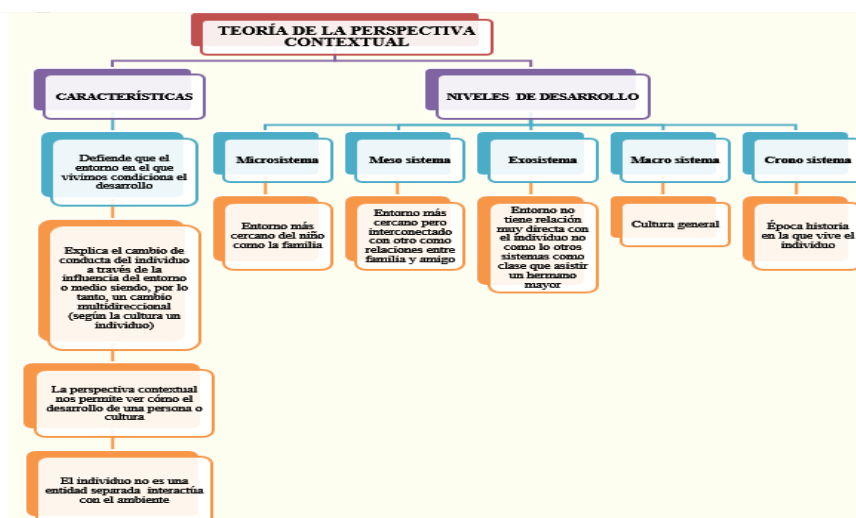 TEORÍA DE LA PERSPECTIVA
CONTEXTUAL
CARACTERÍSTICAS
Defiende que el
entorno en el que
vivimos condiciona el
desarrollo
Explica el cambio de
conducta del individuo
a través de la
influencia del entorno
o medio siendo, por lo
tanto, un cambio
multidireccional
(según la cultura un
individuo)
La perspectiva contextual
nos permite ver cómo el
desarrollo de una persona o
cultura
El individuo no es una
entidad separada interactúa
con el ambiente
NIVELES DE DESARROLLO
Microsistema
Entorno más
cercano del niño
como la familia
Meso sistema
Entorno más
cercano pero
interconectado
con otro como
relaciones entre
familia y amigo
Exosistema
Entorno no
tiene relación
muy directa con
el individuo no
como lo otros
sistemas como
clase que asistir
un hermano
mayor
Macro sistema
Cultura general
Crono sistema
Época historia
en la que vive el
individuo